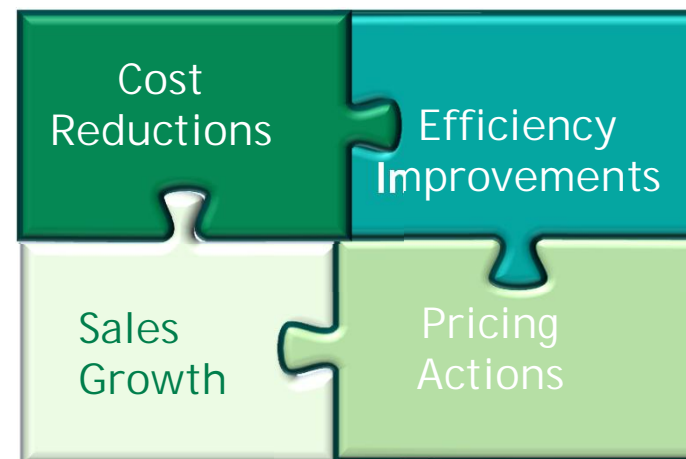 Cost
Reductions
Efficiency
Improvements
Sales
Growth
Pricing
Actions